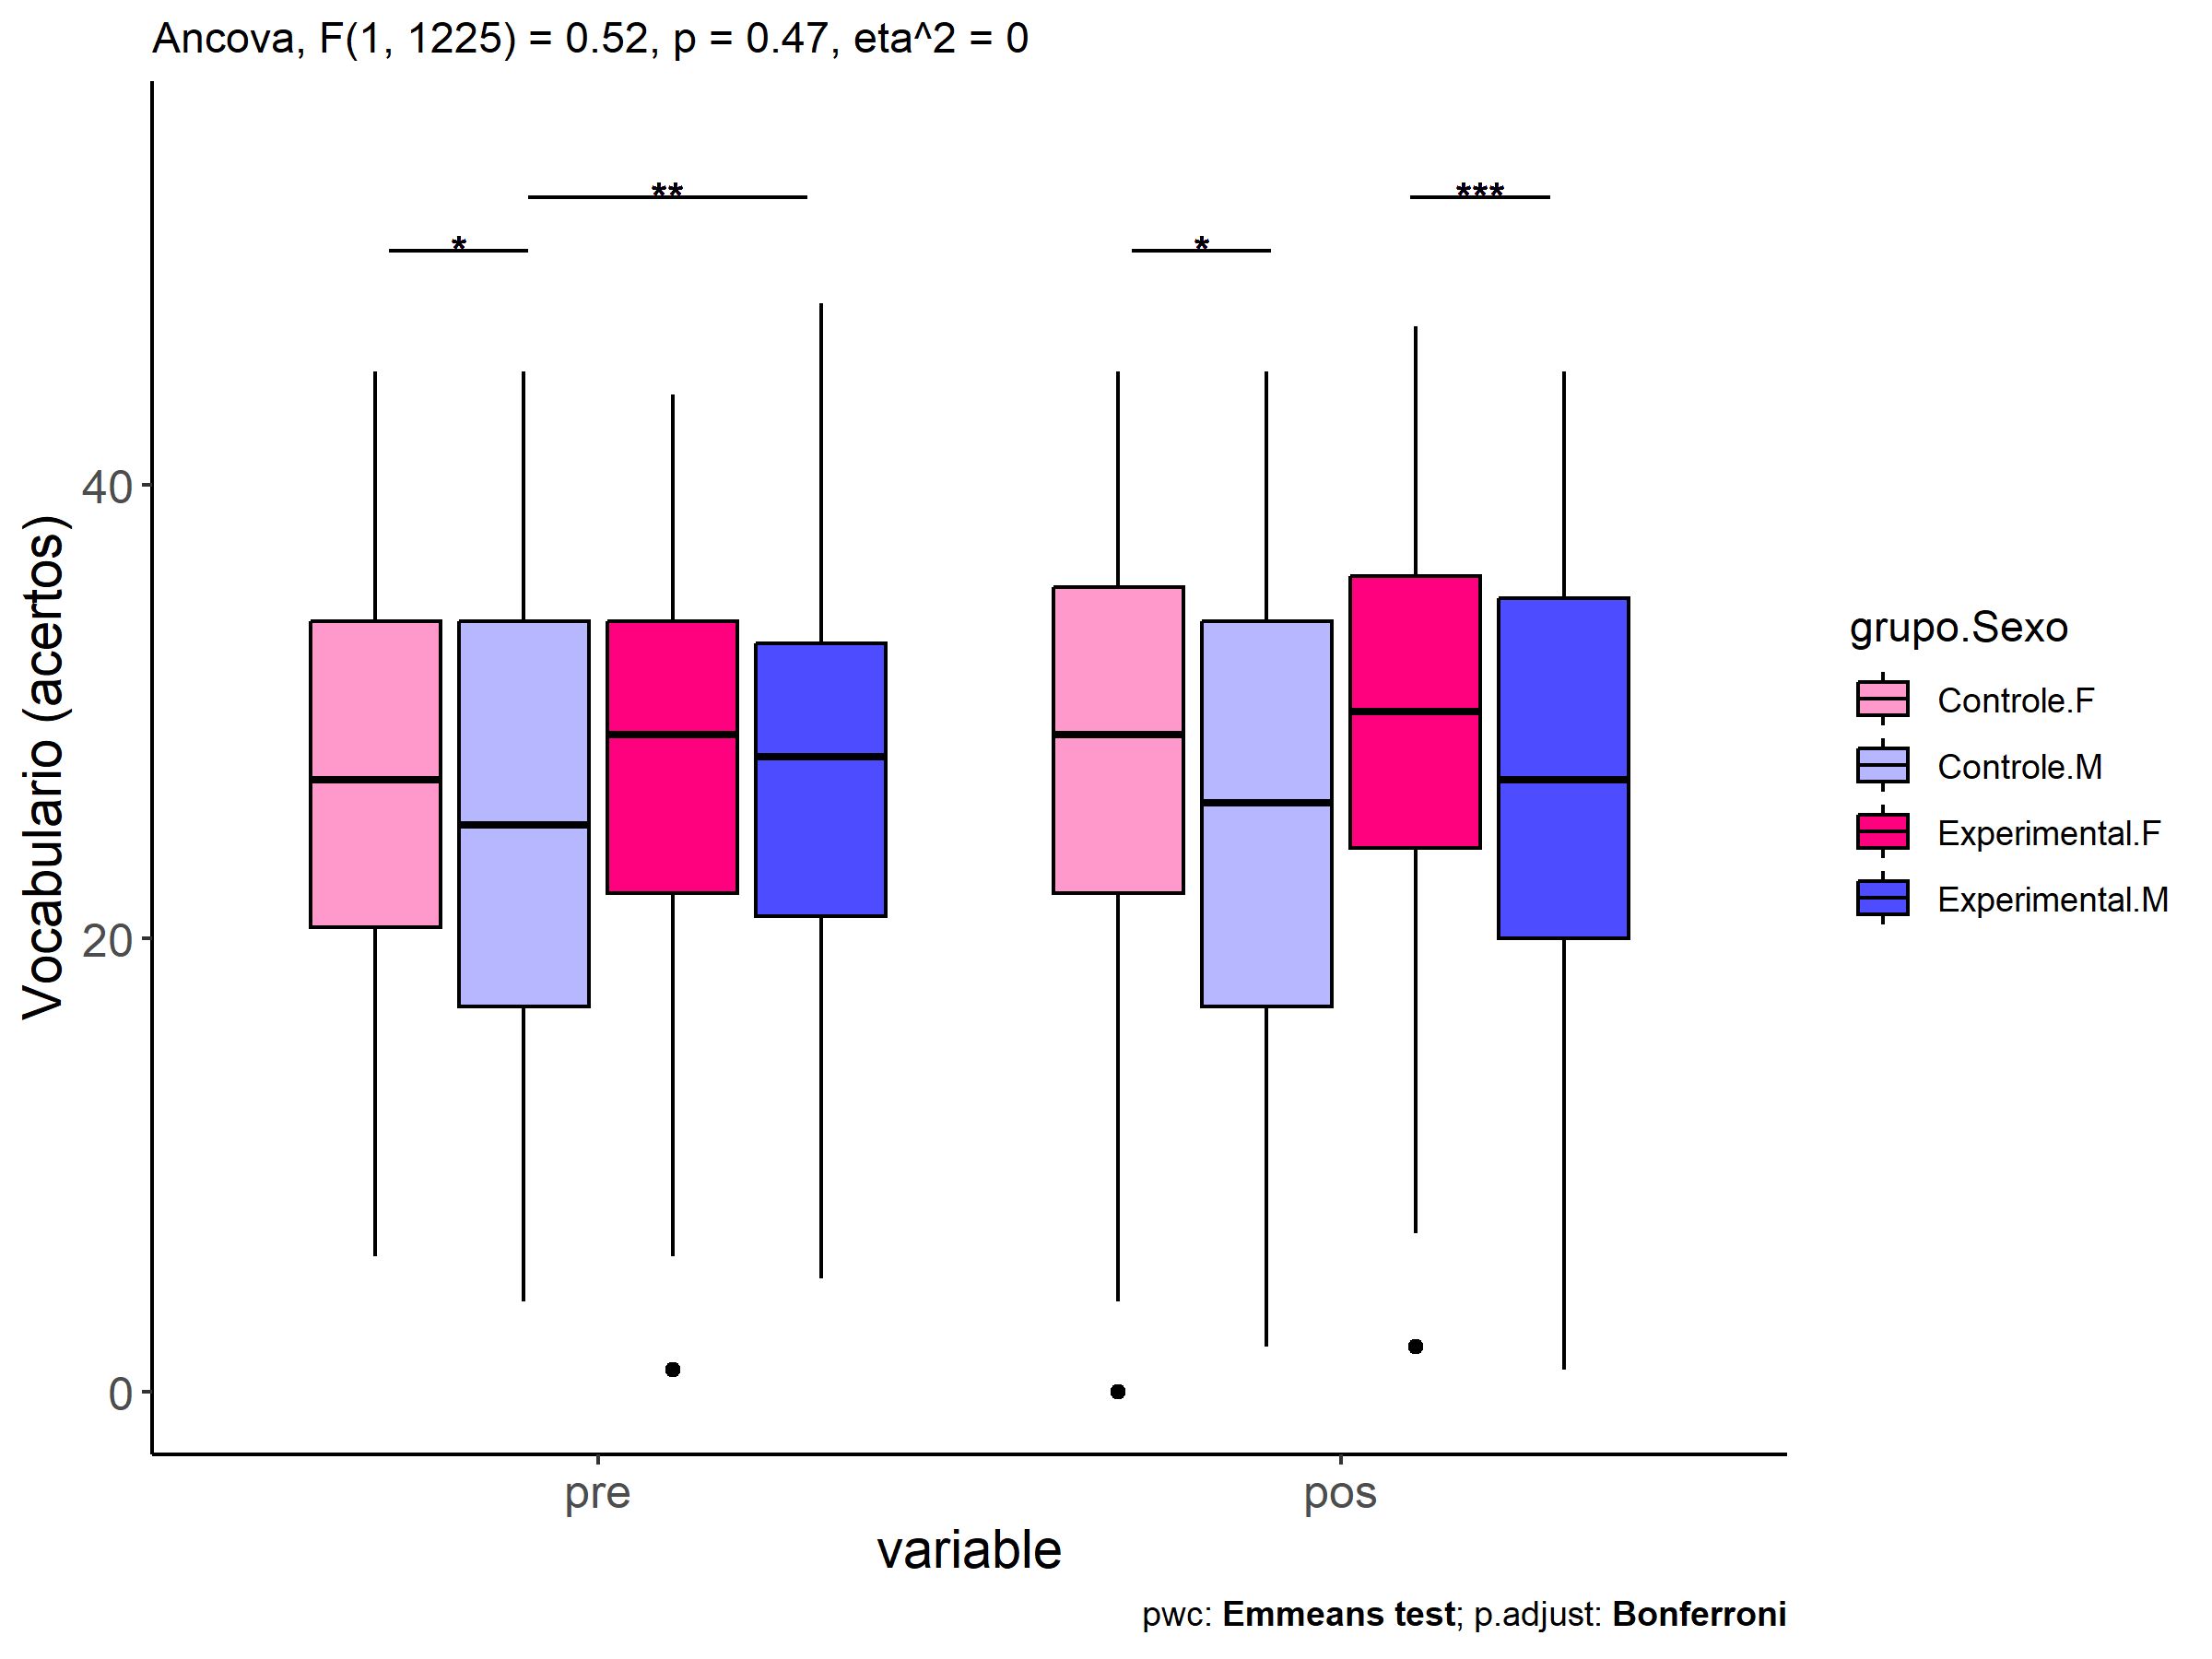 Ancova, F(1, 1225) = 0.52, p = 0.47, eta^2 = 0
** ***
* *
40
20
0
Vocabulario (acertos)
pre pos
variable
grupo.Sexo
Controle.F
Controle.M
Experimental.F
Experimental.M
pwc: Emmeans test; p.adjust: Bonferroni